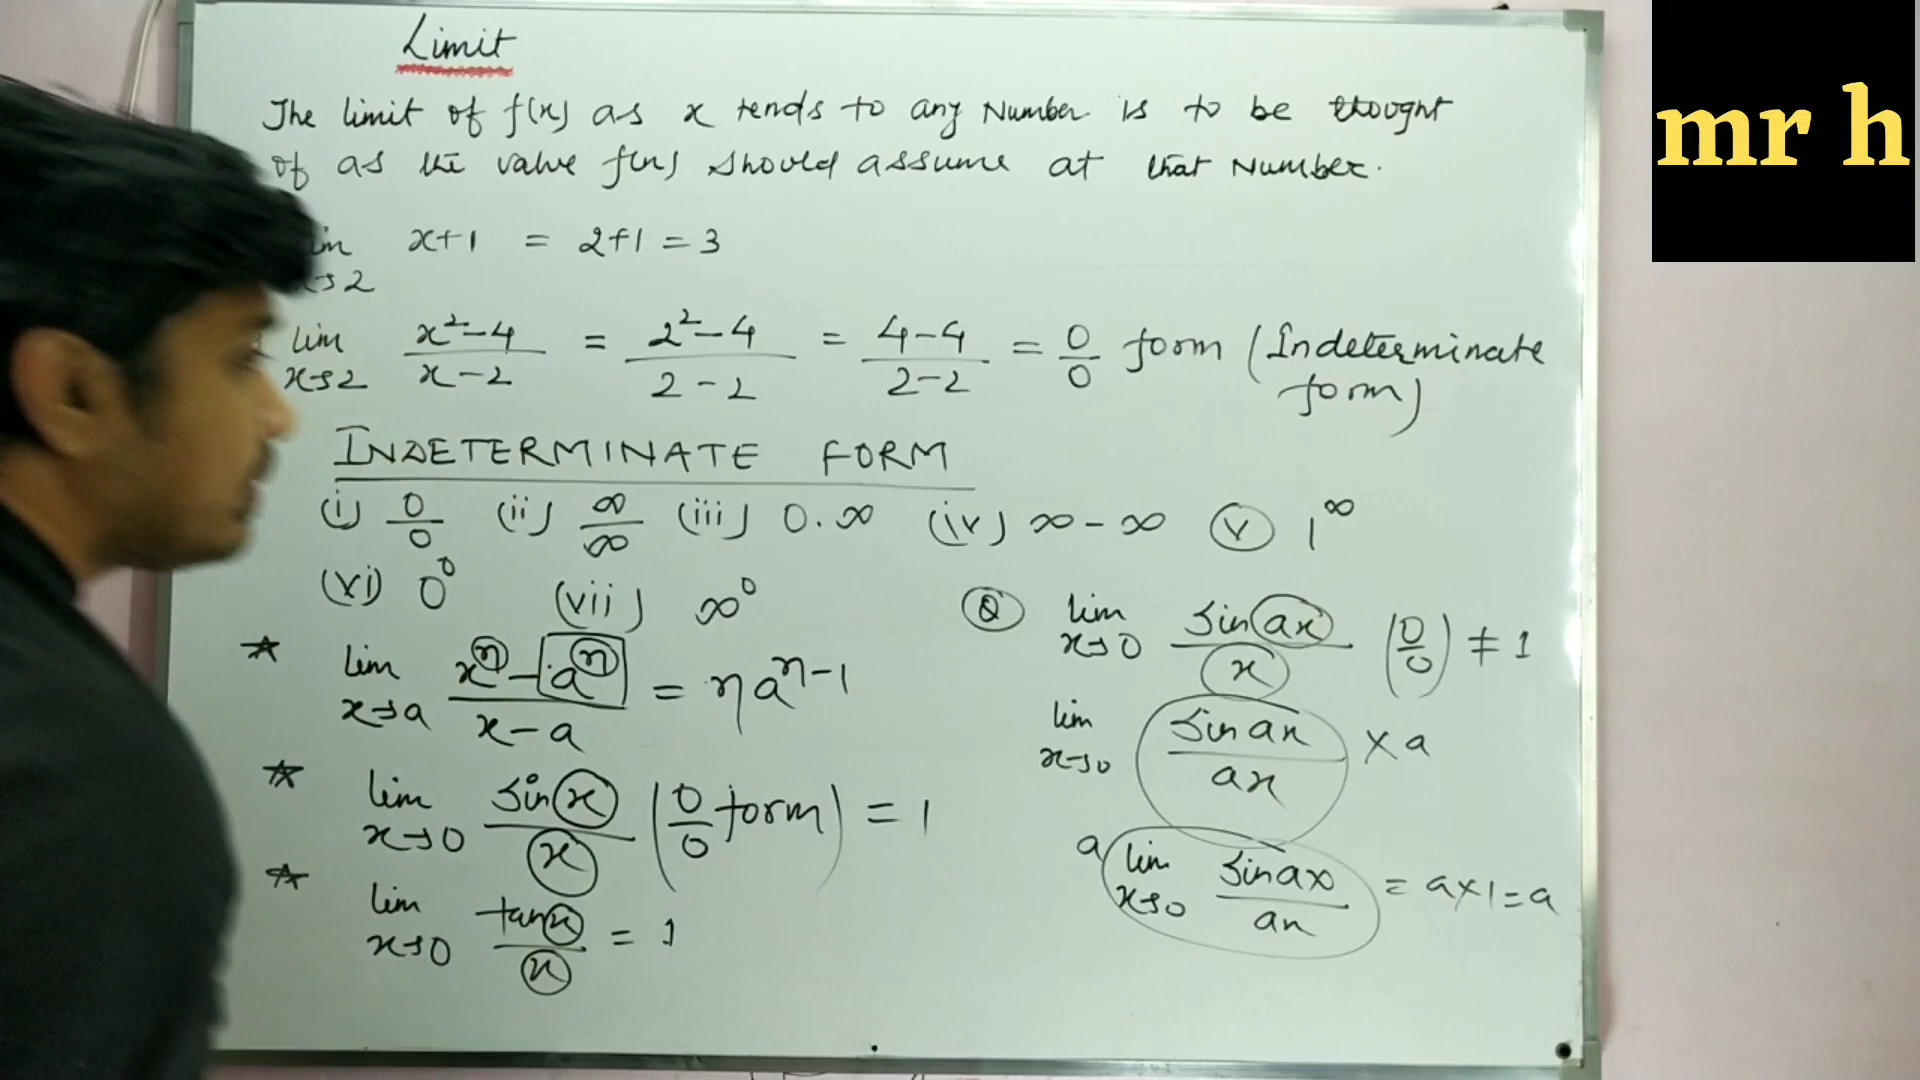 Limit
The limit of f(x) as x tends to any Number is to be thought
of as the value f(x) should assume at that Number.
lim x→2 x+1 = 2+1 = 3
lim x→2 x²-4 / x-2 = 2²-4 / 2-2 = 4-4 / 2-2 = 0/0 form (Indeterminate form)
INDETERMINATE FORM
(i) 0/0 (ii) ∞/∞ (iii) 0.∞ (iv) ∞-∞ (v) 1^∞
(vi) 0^0 (vii) ∞^0
★ lim x→a xⁿ-aⁿ / x-a = naⁿ⁻¹
★ lim x→0 sin x / x (0/0 form) = 1
★ lim x→0 tan x / x = 1
Q lim x→0 sin ax / x (0/0) ≠ 1
lim x→0 sin ax / ax × a
a lim x→0 sin ax / ax = a×1 = a
mr h